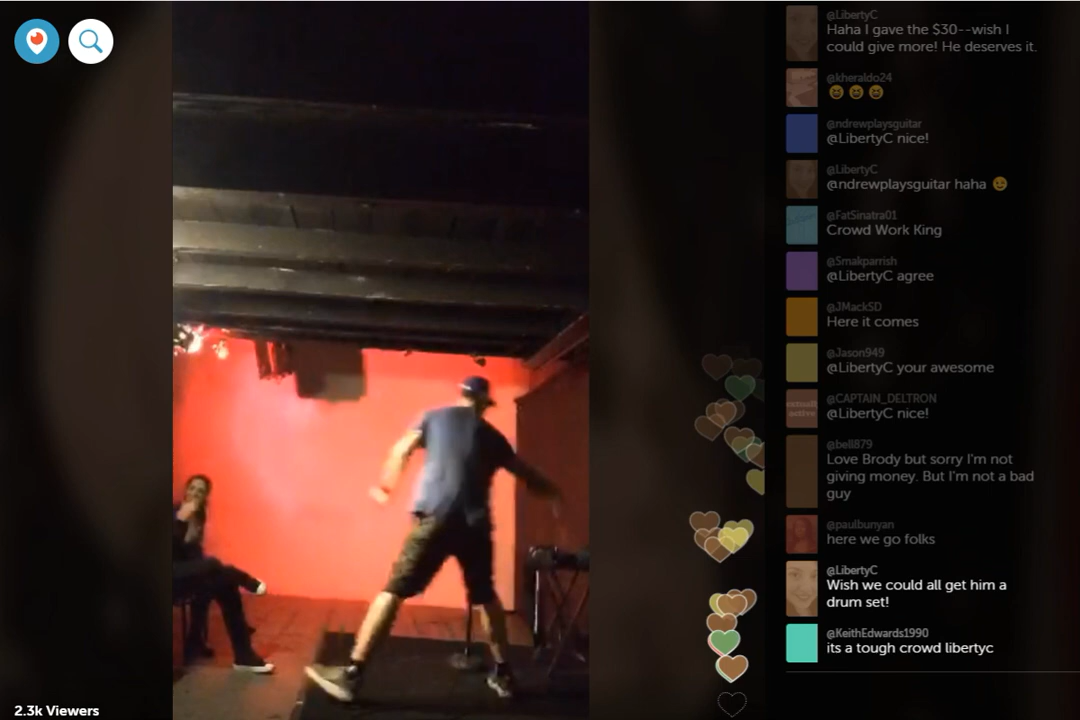 @LibertyC
Haha I gave the $30--wish I
could give more! He deserves it.
@kheraldo24
@ndrewplaysguitar
@LibertyC nice!
@LibertyC
@ndrewplaysguitar haha
@FatSinatra01
Crowd Work King
@Smakparrish
@LibertyC agree
@JMackSD
Here it comes
@Jason949
@LibertyC your awesome
@CAPTAIN_DELTRON
@LibertyC nice!
@bell879
Love Brody but sorry I'm not
giving money. But I'm not a bad
guy
@paulbunyan
here we go folks
@LibertyC
Wish we could all get him a
drum set!
@KeithEdwards1990
its a tough crowd libertyc
2.3k Viewers